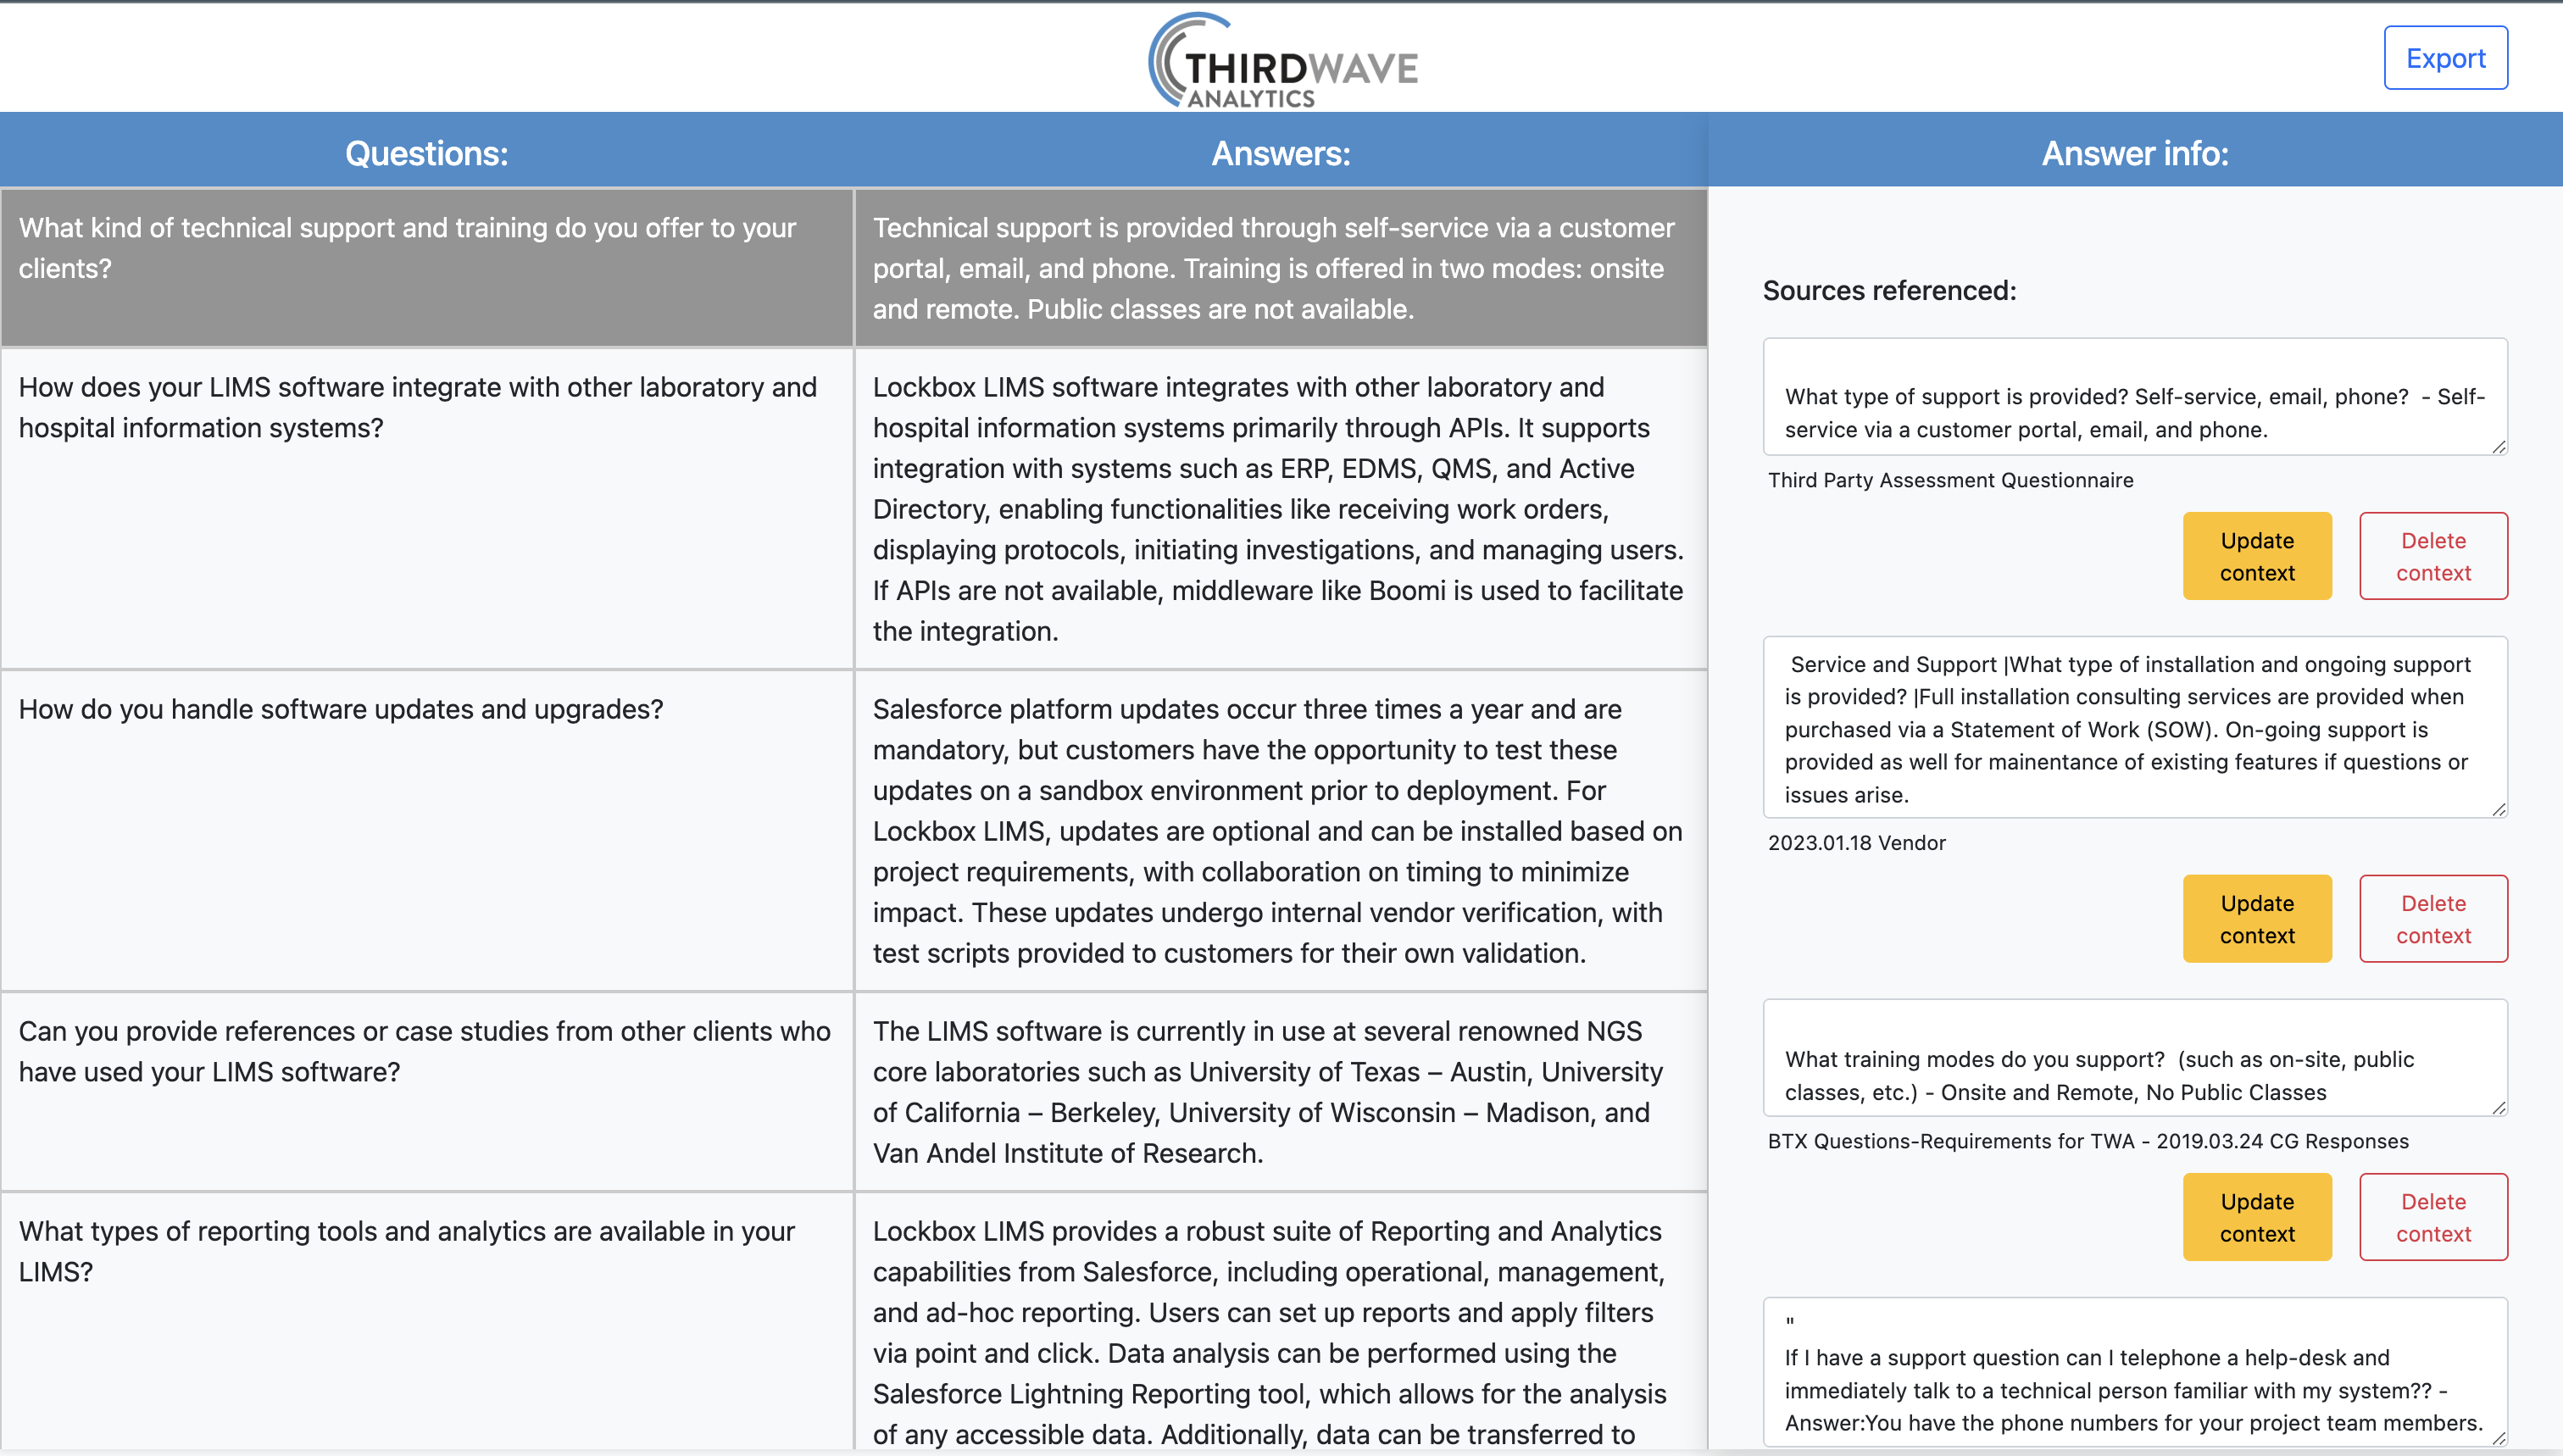 THIRDWAVE
ANALYTICS
Export
Questions:
Answers:
Answer info:
What kind of technical support and training do you offer to your
clients?
Technical support is provided through self-service via a customer
portal, email, and phone. Training is offered in two modes: onsite
and remote. Public classes are not available.
How does your LIMS software integrate with other laboratory and
hospital information systems?
Lockbox LIMS software integrates with other laboratory and
hospital information systems primarily through APIs. It supports
integration with systems such as ERP, EDMS, QMS, and Active
Directory, enabling functionalities like receiving work orders,
displaying protocols, initiating investigations, and managing users.
If APIs are not available, middleware like Boomi is used to facilitate
the integration.
How do you handle software updates and upgrades?
Salesforce platform updates occur three times a year and are
mandatory, but customers have the opportunity to test these
updates on a sandbox environment prior to deployment. For
Lockbox LIMS, updates are optional and can be installed based on
project requirements, with collaboration on timing to minimize
impact. These updates undergo internal vendor verification, with
test scripts provided to customers for their own validation.
Can you provide references or case studies from other clients who
have used your LIMS software?
The LIMS software is currently in use at several renowned NGS
core laboratories such as University of Texas – Austin, University
of California – Berkeley, University of Wisconsin – Madison, and
Van Andel Institute of Research.
What types of reporting tools and analytics are available in your
LIMS?
Lockbox LIMS provides a robust suite of Reporting and Analytics
capabilities from Salesforce, including operational, management,
and ad-hoc reporting. Users can set up reports and apply filters
via point and click. Data analysis can be performed using the
Salesforce Lightning Reporting tool, which allows for the analysis
of any accessible data. Additionally, data can be transferred to
Sources referenced:
What type of support is provided? Self-service, email, phone?  - Self-
service via a customer portal, email, and phone.
Third Party Assessment Questionnaire
Update
context
Delete
context
Service and Support |What type of installation and ongoing support
is provided? |Full installation consulting services are provided when
purchased via a Statement of Work (SOW). On-going support is
provided as well for mainentance of existing features if questions or
issues arise.
2023.01.18 Vendor
Update
context
Delete
context
What training modes do you support?  (such as on-site, public
classes, etc.) - Onsite and Remote, No Public Classes
BTX Questions-Requirements for TWA - 2019.03.24 CG Responses
Update
context
Delete
context
"
If I have a support question can I telephone a help-desk and
immediately talk to a technical person familiar with my system?? -
Answer:You have the phone numbers for your project team members.